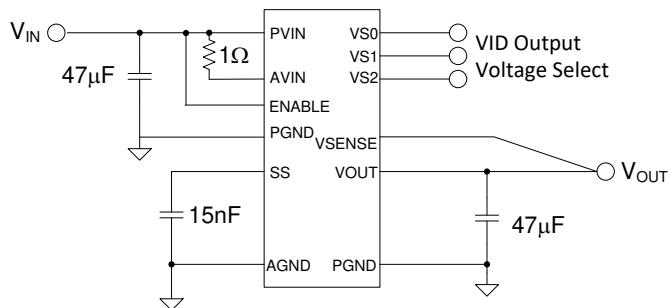 V_IN
47µF
1Ω
PVIN
AVIN
ENABLE
PGND
SS
15nF
AGND
VS0
VS1
VS2
VID Output
Voltage Select
VSENSE
VOUT
V_OUT
47µF
PGND